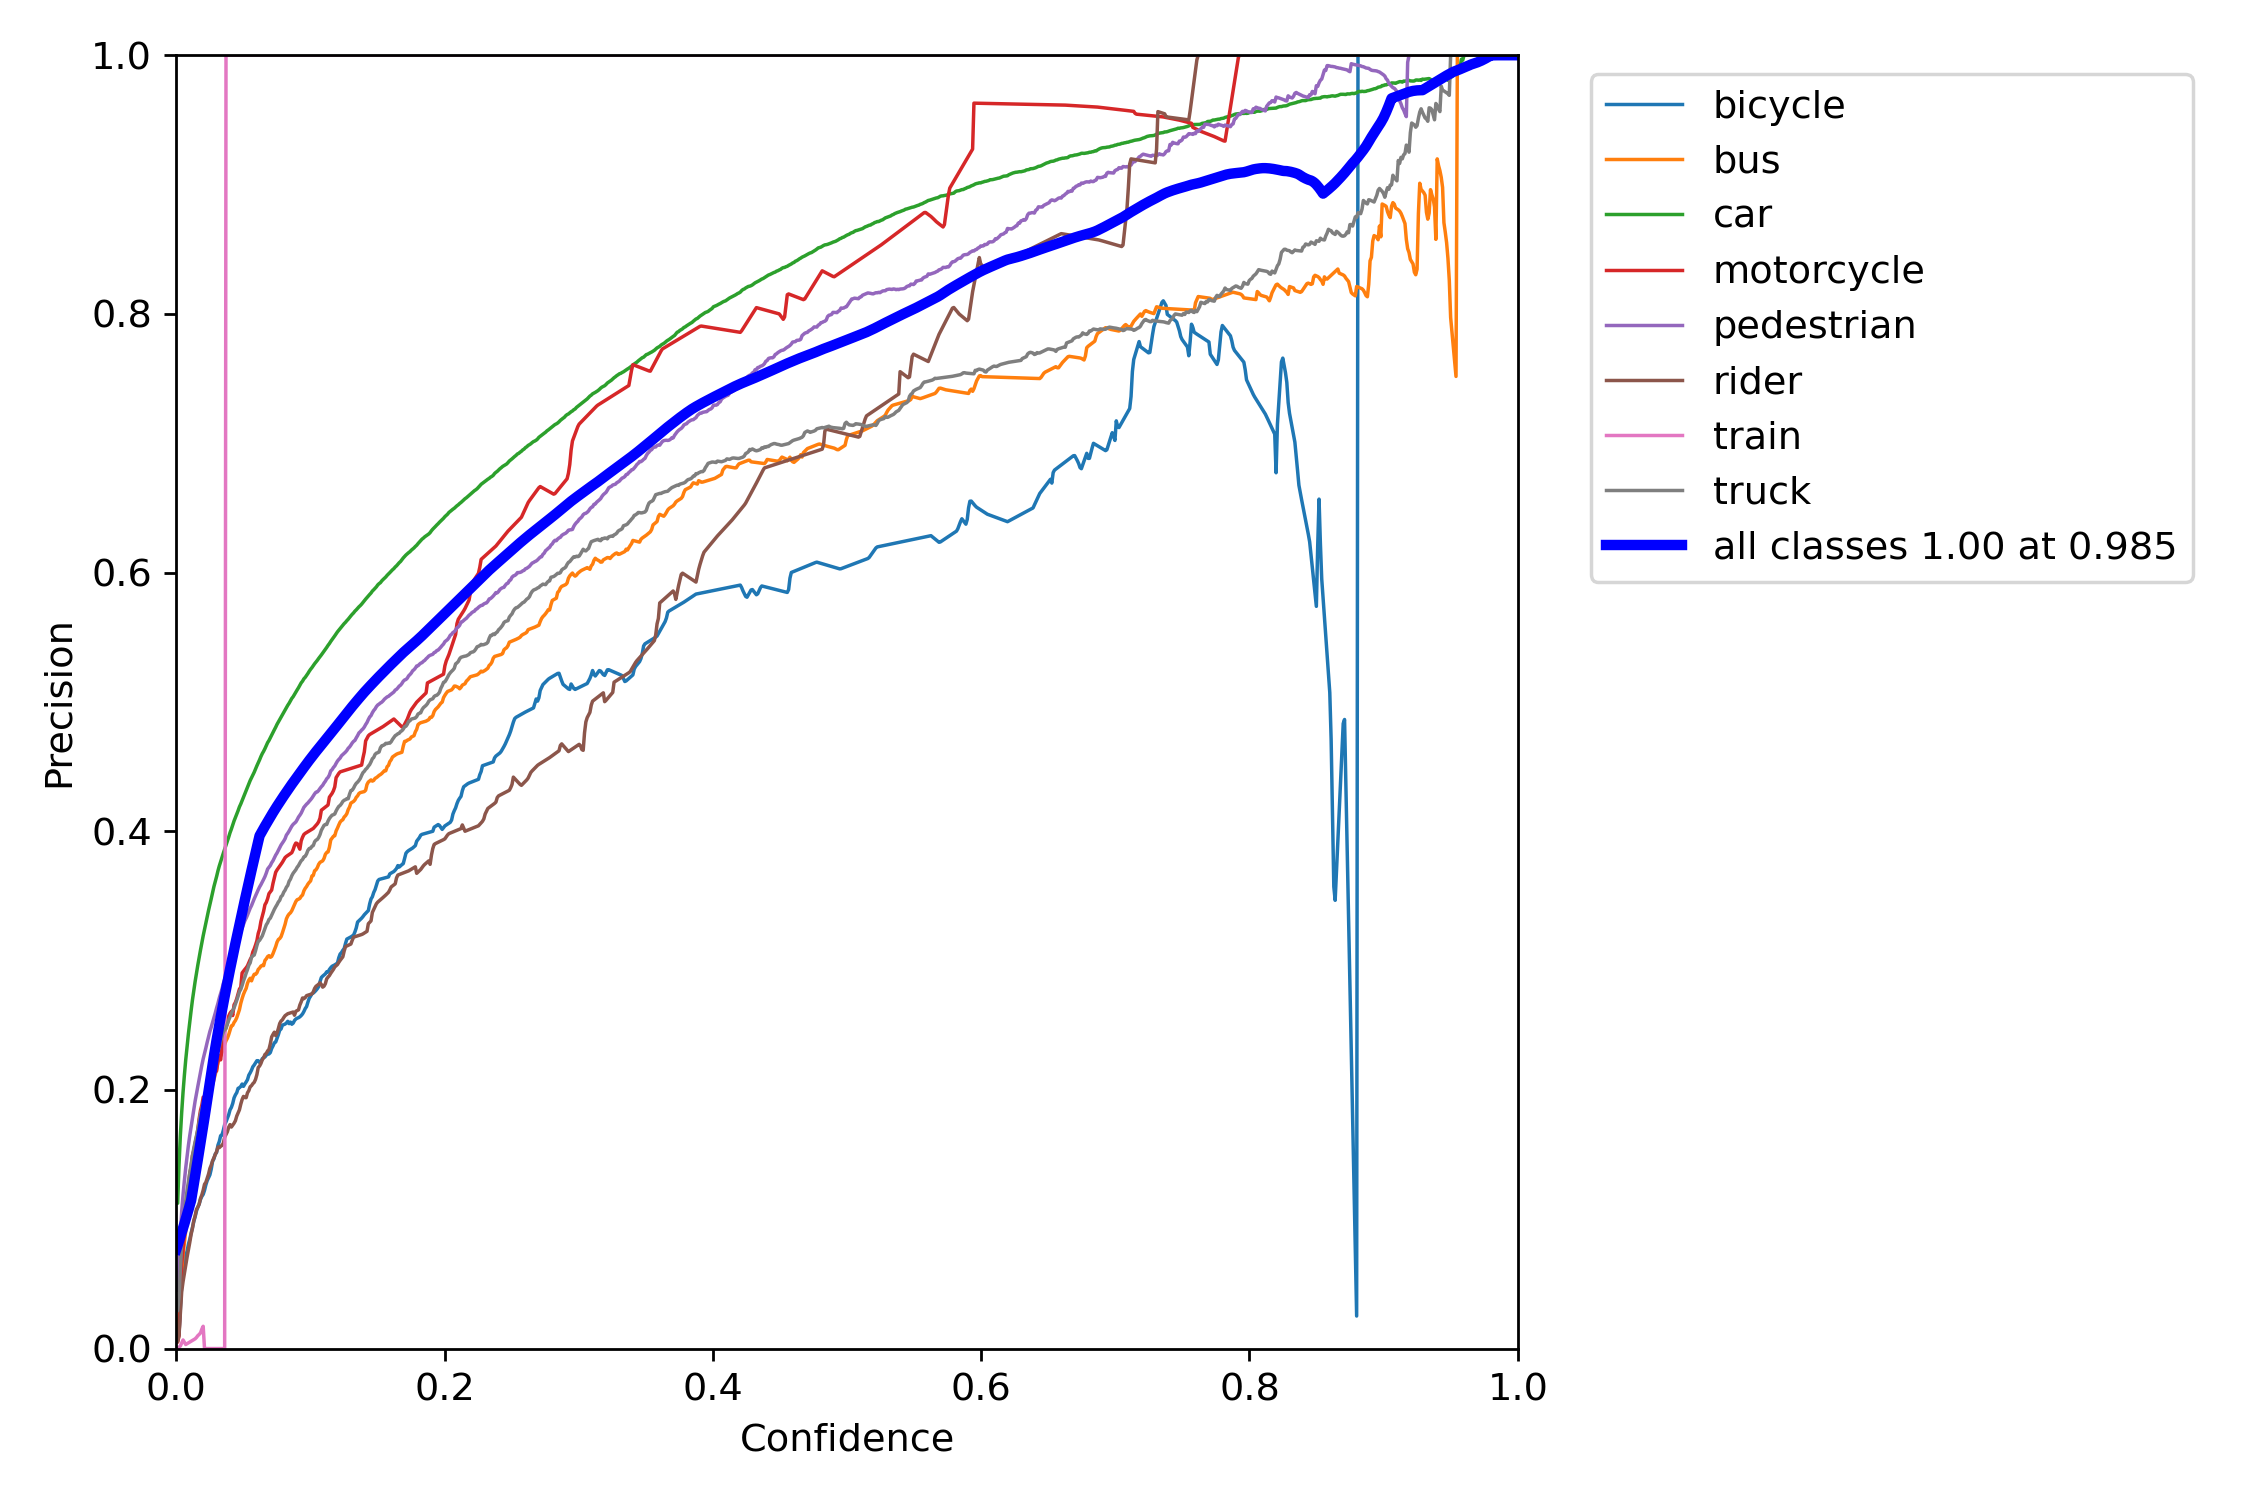 1.0
0.8
0.6
0.4
0.2
0.0
Precision
0.0 0.2 0.4 0.6 0.8 1.0
Confidence
bicycle
bus
car
motorcycle
pedestrian
rider
train
truck
all classes 1.00 at 0.985